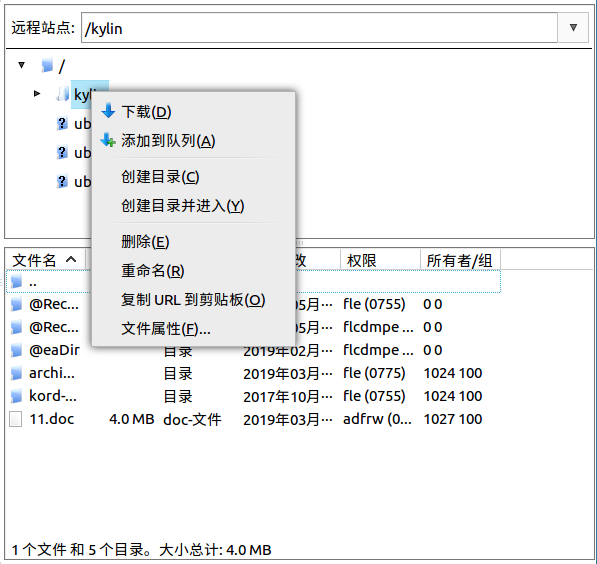 远程站点: /kylin
/
kyli
下载(D)
ub
添加到队列(A)
ub
创建目录(C)
ub
创建目录并进入(Y)
删除(E)
重命名(R)
复制 URL 到剪贴板(O)
文件属性(F)...
文件名 改 权限 所有者/组
..
@Rec... 05月... fle (0755) 0 0
@Rec... 05月... flcdmpe ... 0 0
@eaDir 目录 2019年02月... flcdmpe ... 0 0
archi... 目录 2019年03月... fle (0775) 1024 100
kord-... 目录 2017年10月... fle (0755) 1024 100
11.doc 4.0 MB doc-文件 2019年03月... adfrw (0... 1027 100
1 个文件 和 5 个目录。大小总计: 4.0 MB